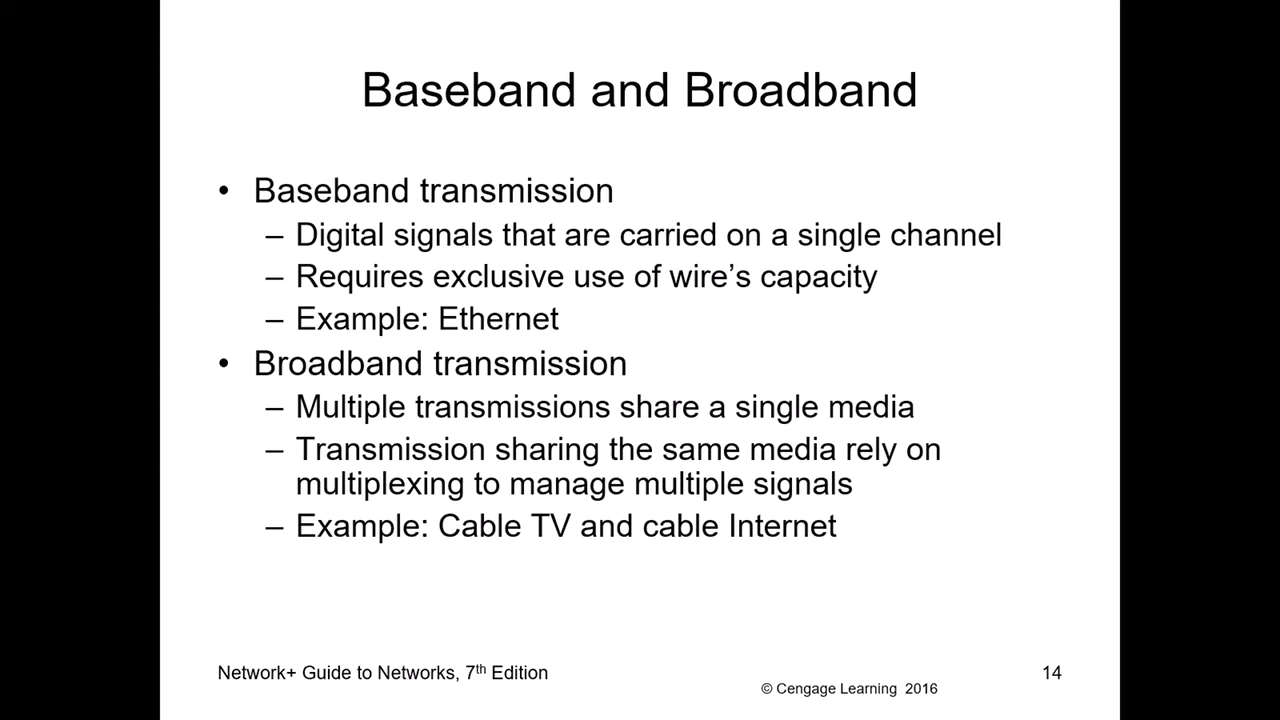 Baseband and Broadband
• Baseband transmission
– Digital signals that are carried on a single channel
– Requires exclusive use of wire’s capacity
– Example: Ethernet
• Broadband transmission
– Multiple transmissions share a single media
– Transmission sharing the same media rely on
multiplexing to manage multiple signals
– Example: Cable TV and cable Internet
Network+ Guide to Networks, 7th Edition
14
© Cengage Learning 2016